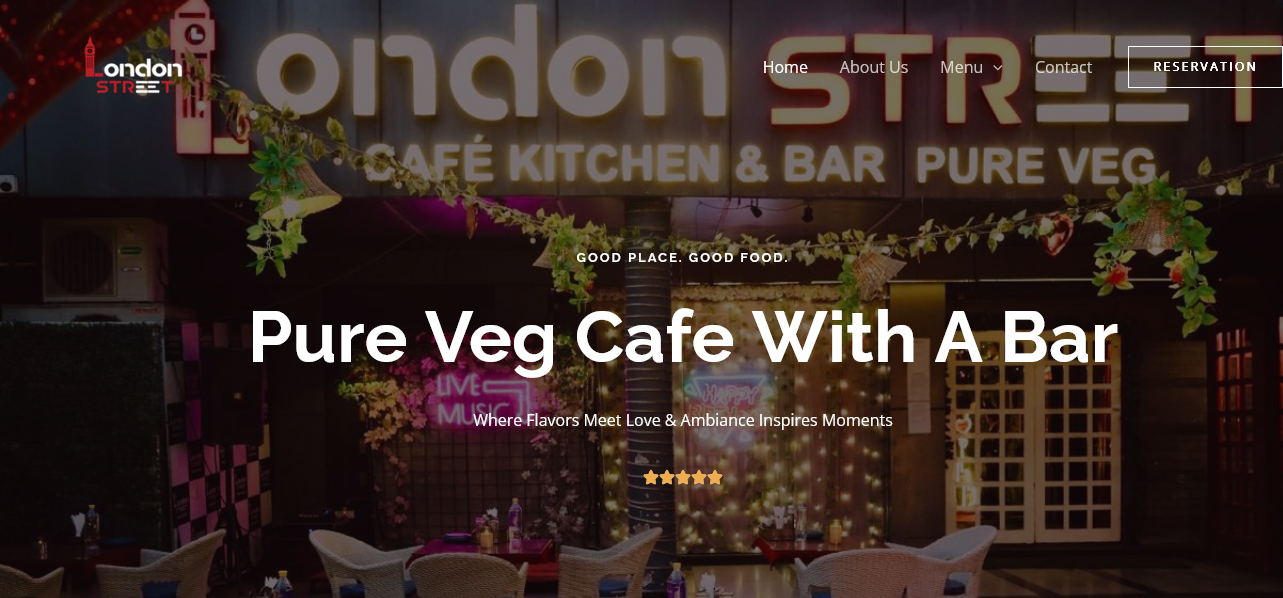 London STREET
CAFÉ KITCHEN & BAR PURE VEG
London
STREET
Home
About Us
Menu
Contact
RESERVATION
GOOD PLACE. GOOD FOOD.
Pure Veg Cafe With A Bar
LIVE
MUSIC
HAPPY
Where Flavors Meet Love & Ambiance Inspires Moments